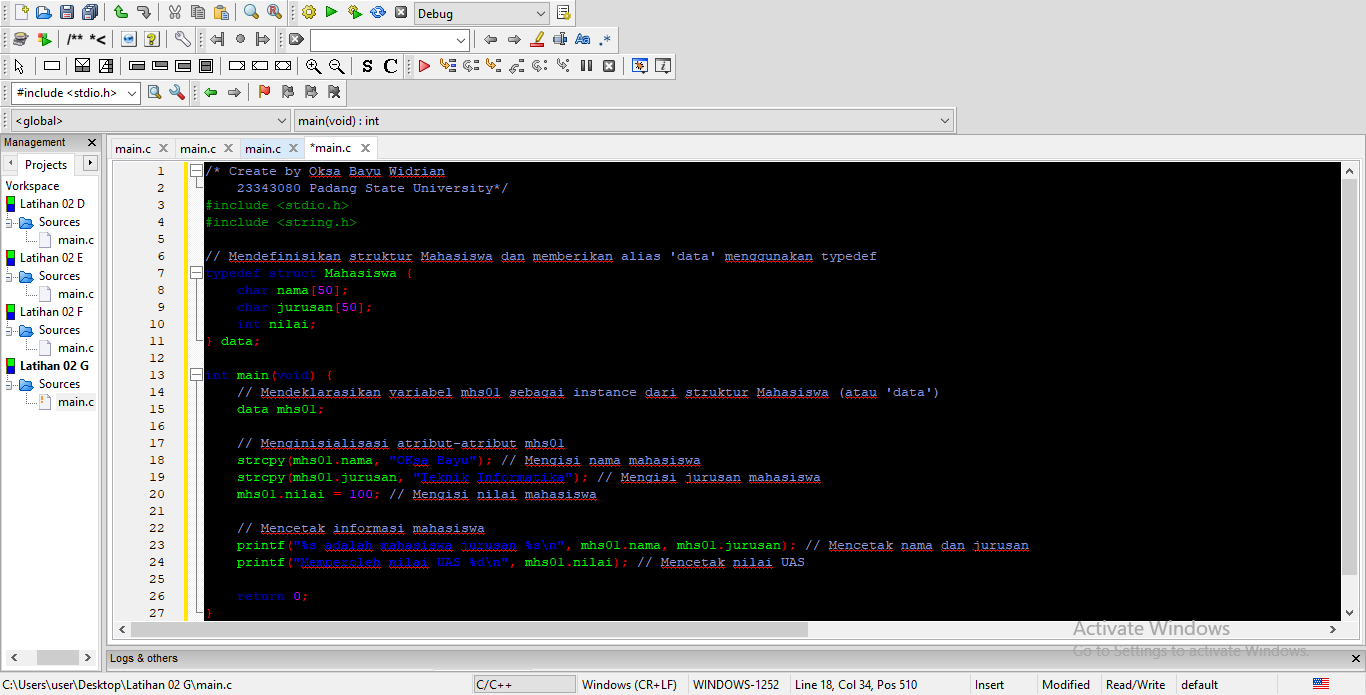 Debug
/** *<
S C
Aa .*
#include <stdio.h>
<global>
main(void) : int
Management
Projects
Workspace
Latihan 02 D
Sources
main.c
Latihan 02 E
Sources
main.c
Latihan 02 F
Sources
main.c
Latihan 02 G
Sources
main.c
main.c main.c main.c *main.c
1 /* Create by Oksa Bayu Widrian
2 23343080 Padang State University*/
3 #include <stdio.h>
4 #include <string.h>
5
6 // Mendefinisikan struktur Mahasiswa dan memberikan alias 'data' menggunakan typedef
7 typedef struct Mahasiswa {
8 char nama[50];
9 char jurusan[50];
10 int nilai;
11 } data;
12
13 int main(void) {
14 // Mendeklarasikan variabel mhs01 sebagai instance dari struktur Mahasiswa (atau 'data')
15 data mhs01;
16
17 // Menginisialisasi atribut-atribut mhs01
18 strcpy(mhs01.nama, "OKsa Bayu"); // Mengisi nama mahasiswa
19 strcpy(mhs01.jurusan, "Teknik Informatika"); // Mengisi jurusan mahasiswa
20 mhs01.nilai = 100; // Mengisi nilai mahasiswa
21
22 // Mencetak informasi mahasiswa
23 printf("%s adalah mahasiswa jurusan %s\n", mhs01.nama, mhs01.jurusan); // Mencetak nama dan jurusan
24 printf("Memperoleh nilai UAS %d\n", mhs01.nilai); // Mencetak nilai UAS
25
26 return 0;
27 }
Activate Windows
Go to Settings to activate Windows.
Logs & others
C:\Users\user\Desktop\Latihan 02 G\main.c C/C++ Windows (CR+LF) WINDOWS-1252 Line 18, Col 34, Pos 510 Insert Modified Read/Write default